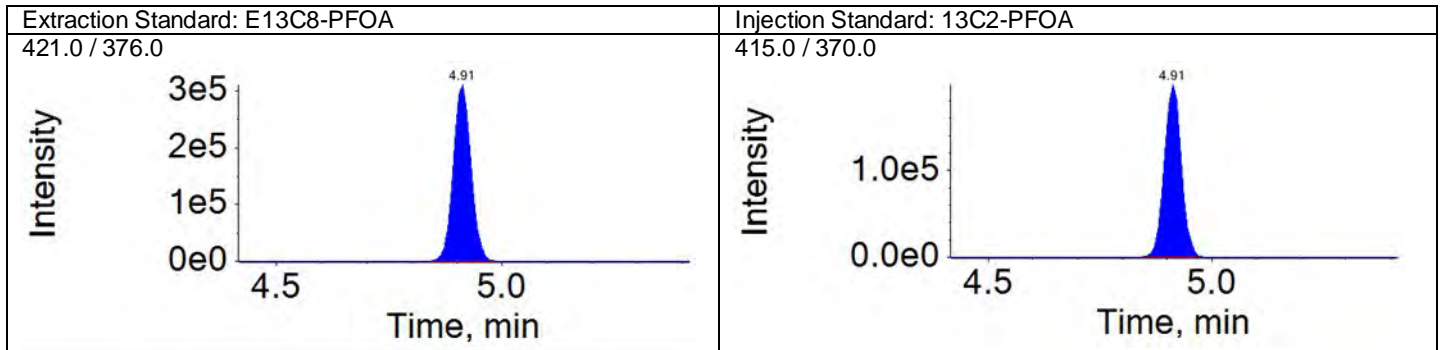 Extraction Standard: E13C8-PFOA
421.0 / 376.0
4.91
3e5
2e5
1e5
0e0
Intensity
4.5
5.0
Time, min
Injection Standard: 13C2-PFOA
415.0 / 370.0
4.91
1.0e5
0.0e0
Intensity
4.5
5.0
Time, min